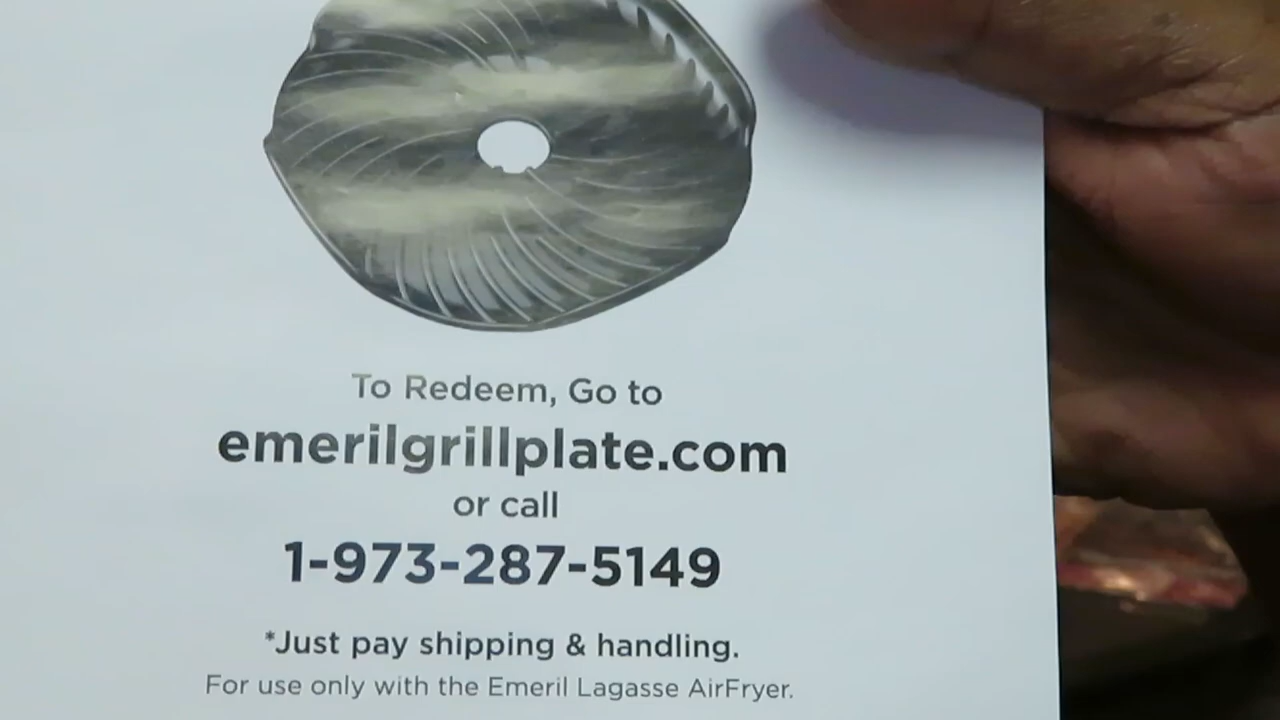 To Redeem, Go to
emerilgrillplate.com
or call
1-973-287-5149
*Just pay shipping & handling.
For use only with the Emeril Lagasse AirFryer.